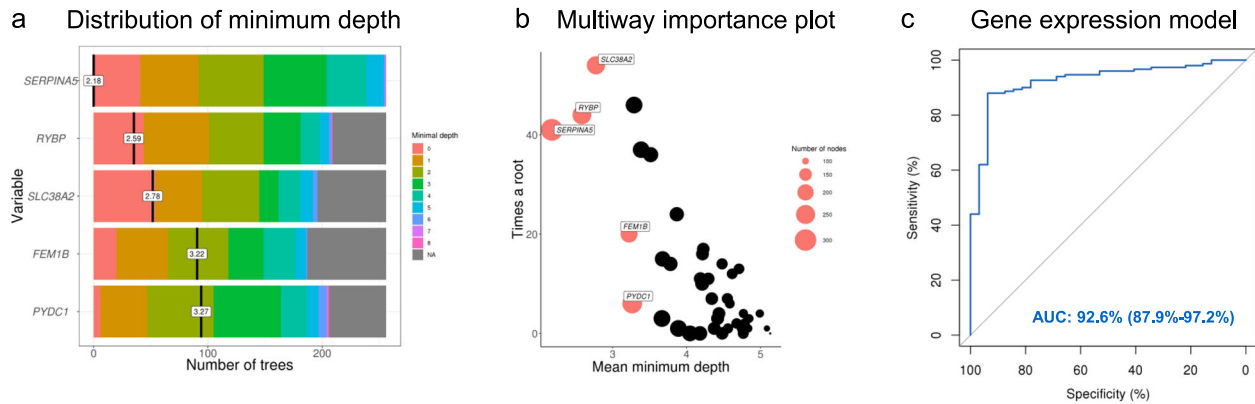 a Distribution of minimum depth
Variable
SERPINA5
RYBP
SLC38A2
FEM1B
PYDC1
2.18
2.59
2.78
3.22
3.27
0 100 200
Number of trees
Minimal depth
0
1
2
3
4
5
6
7
8
NA
b Multiway importance plot
Times a root
40
20
0
SLC38A2
RYBP
SERPINA5
FEM1B
PYDC1
3 4 5
Mean minimum depth
Number of nodes
100
150
200
250
300
c Gene expression model
Sensitivity (%)
100
80
60
40
20
0
AUC: 92.6% (87.9%-97.2%)
100 80 60 40 20 0
Specificity (%)